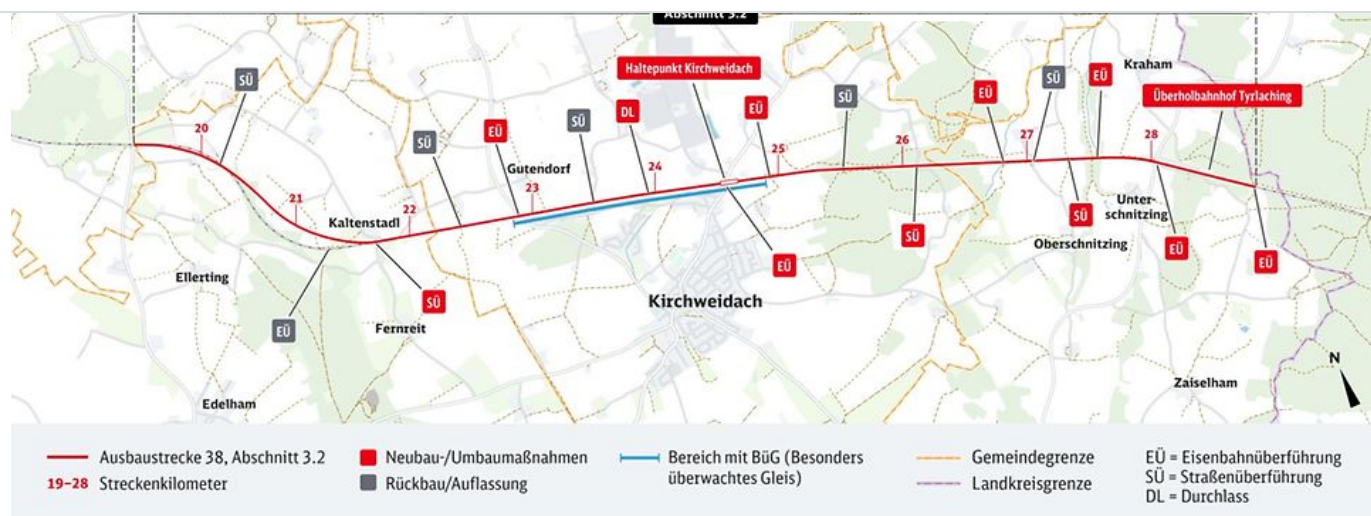 Abschnitt 3.2
Haltepunkt Kirchweidach
Kraham
Überholbahnhof Tyrlaching
SÜ
SÜ
EÜ
SÜ
DL
EÜ
SÜ
EÜ
SÜ
EÜ
20
21
22
23
24
25
26
27
28
Gutendorf
Kaltenstadl
Unter-
schnitzing
Oberschnitzing
Ellerting
SÜ
EÜ
SÜ
SÜ
EÜ
EÜ
EÜ
Kirchweidach
Fernreit
Edelham
Zaiselham
N
Ausbaustrecke 38, Abschnitt 3.2
19–28 Streckenkilometer
Neubau-/Umbaumaßnahmen
Rückbau/Auflassung
Bereich mit BüG (Besonders
überwachtes Gleis)
Gemeindegrenze
Landkreisgrenze
EÜ = Eisenbahnüberführung
SÜ = Straßenüberführung
DL = Durchlass